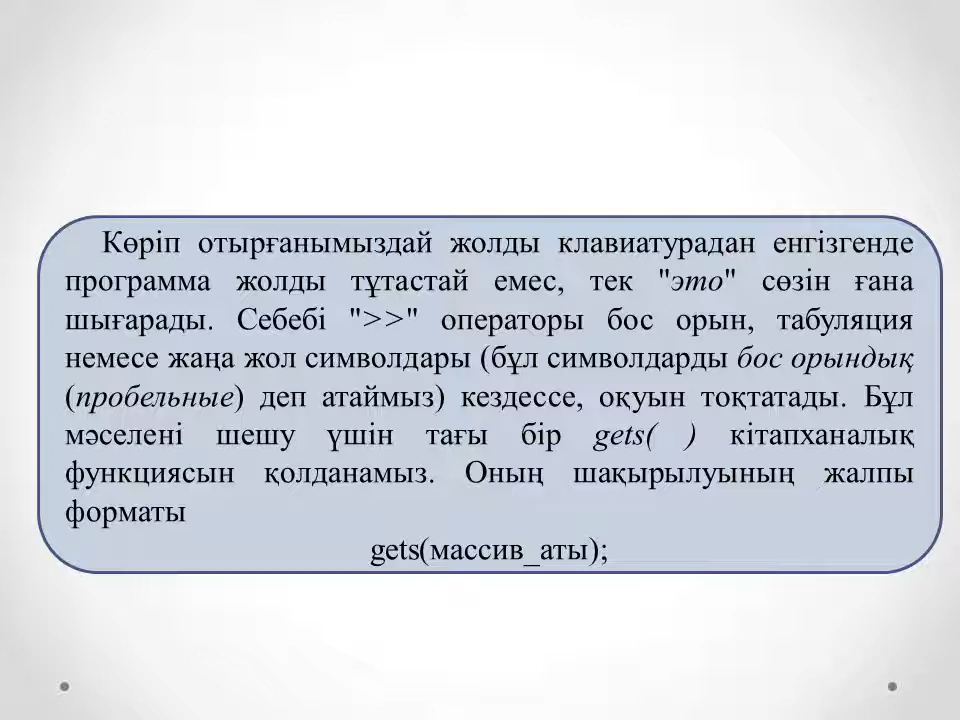 Көріп отырғанымыздай жолды клавиатурадан енгізгенде
программа жолды тұтастай емес, тек "это" сөзін ғана
шығарады. Себебі ">>" операторы бос орын, табуляция
немесе жаңа жол символдары (бұл символдарды бос орындық
(пробельные) деп атаймыз) кездессе, оқуын тоқтатады. Бұл
мәселені шешу үшін тағы бір gets( ) кітапханалық
функциясын қолданамыз. Оның шақырылуының жалпы
форматы
gets(массив_аты);